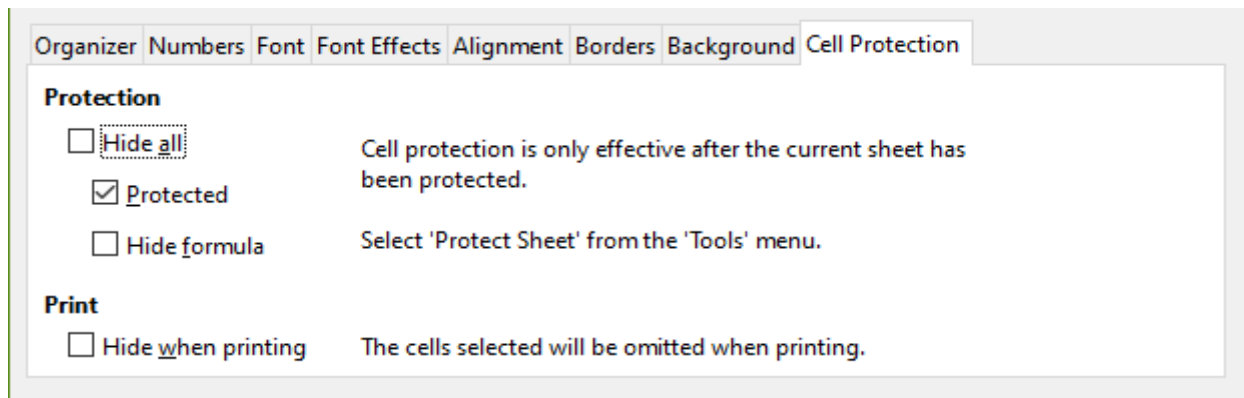 Organizer Numbers Font Font Effects Alignment Borders Background Cell Protection
Protection
Hide all
Cell protection is only effective after the current sheet has
been protected.
Protected
Hide formula
Select 'Protect Sheet' from the 'Tools' menu.
Print
Hide when printing
The cells selected will be omitted when printing.